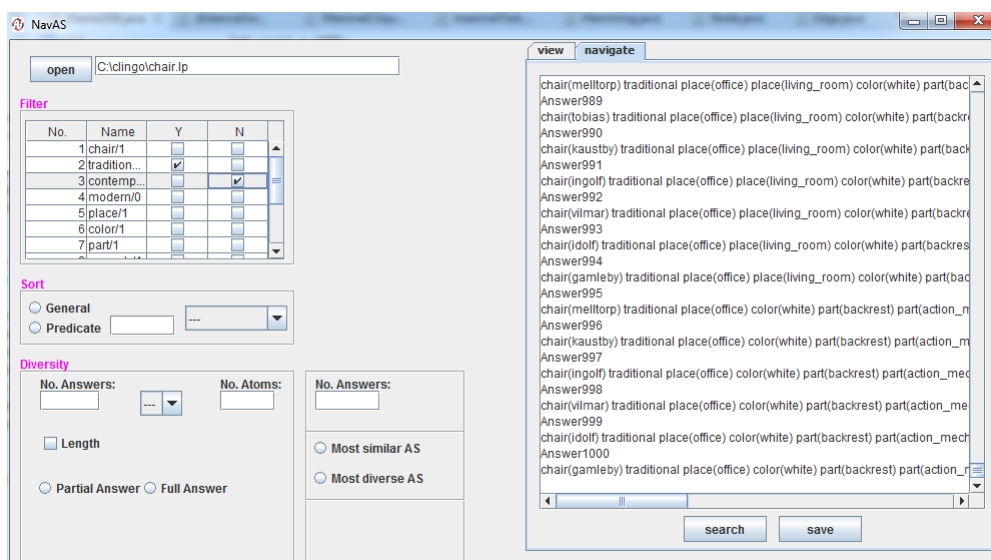 NavAS
open
C:\clingo\chair.lp
Filter
No. Name Y N
1 chair/1
2 tradition...
3 contemp...
4 modern/0
5 place/1
6 color/1
7 part/1
Sort
General
Predicate
---
Diversity
No. Answers:
No. Atoms:
---
Length
Partial Answer
Full Answer
No. Answers:
Most similar AS
Most diverse AS
view
navigate
chair(melltorp) traditional place(office) place(living_room) color(white) part(bac
Answer989
chair(tobias) traditional place(office) place(living_room) color(white) part(backre
Answer990
chair(kaustby) traditional place(office) place(living_room) color(white) part(back
Answer991
chair(ingolf) traditional place(office) place(living_room) color(white) part(backre
Answer992
chair(vilmar) traditional place(office) place(living_room) color(white) part(backre
Answer993
chair(idolf) traditional place(office) place(living_room) color(white) part(backres
Answer994
chair(gamleby) traditional place(office) place(living_room) color(white) part(bac
Answer995
chair(melltorp) traditional place(office) color(white) part(backrest) part(action_m
Answer996
chair(kaustby) traditional place(office) color(white) part(backrest) part(action_m
Answer997
chair(ingolf) traditional place(office) color(white) part(backrest) part(action_mec
Answer998
chair(vilmar) traditional place(office) color(white) part(backrest) part(action_me
Answer999
chair(idolf) traditional place(office) color(white) part(backrest) part(action_mech
Answer1000
chair(gamleby) traditional place(office) color(white) part(backrest) part(action_r
search
save